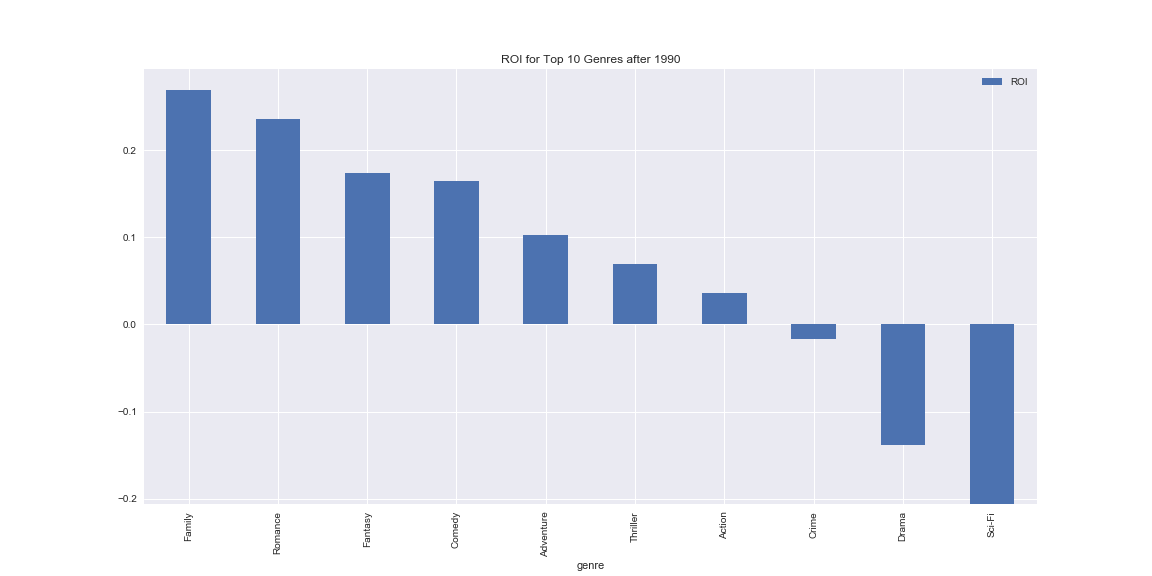 ROI for Top 10 Genres after 1990
ROI
0.2
0.1
0.0
−0.1
−0.2
Family
Romance
Fantasy
Comedy
Adventure
Thriller
Action
Crime
Drama
Sci-Fi
genre